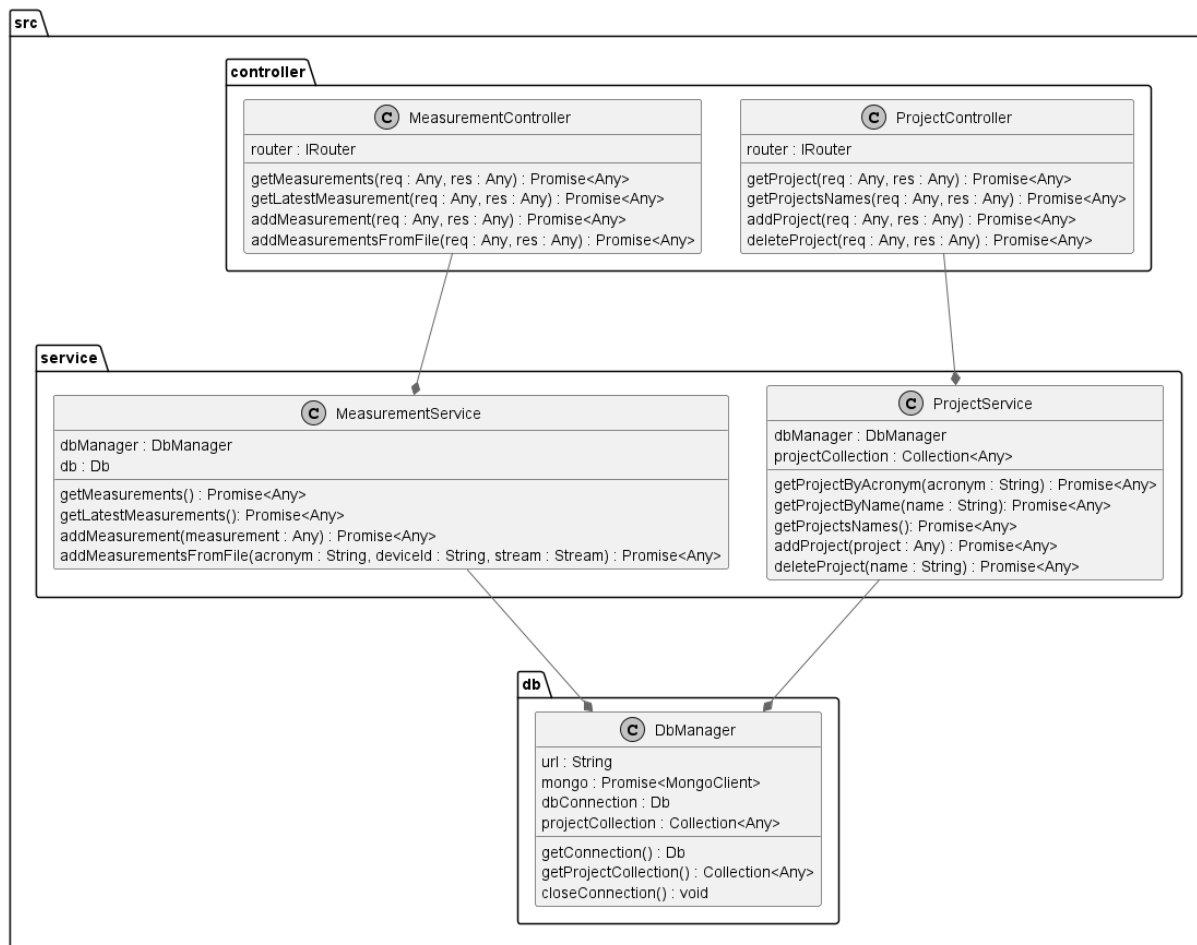 src
controller
C MeasurementController
router : IRouter
getMeasurements(req : Any, res : Any) : Promise<Any>
getLatestMeasurement(req : Any, res : Any) : Promise<Any>
addMeasurement(req : Any, res : Any) : Promise<Any>
addMeasurementsFromFile(req : Any, res : Any) : Promise<Any>
C ProjectController
router : IRouter
getProject(req : Any, res : Any) : Promise<Any>
getProjectsNames(req : Any, res : Any) : Promise<Any>
addProject(req : Any, res : Any) : Promise<Any>
deleteProject(req : Any, res : Any) : Promise<Any>
service
C MeasurementService
dbManager : DbManager
db : Db
getMeasurements() : Promise<Any>
getLatestMeasurements(): Promise<Any>
addMeasurement(measurement : Any) : Promise<Any>
addMeasurementsFromFile(acronym : String, deviceId : String, stream : Stream) : Promise<Any>
C ProjectService
dbManager : DbManager
projectCollection : Collection<Any>
getProjectByAcronym(acronym : String) : Promise<Any>
getProjectByName(name : String): Promise<Any>
getProjectsNames(): Promise<Any>
addProject(project : Any) : Promise<Any>
deleteProject(name : String) : Promise<Any>
db
C DbManager
url : String
mongo : Promise<MongoClient>
dbConnection : Db
projectCollection : Collection<Any>
getConnection() : Db
getProjectCollection() : Collection<Any>
closeConnection() : void